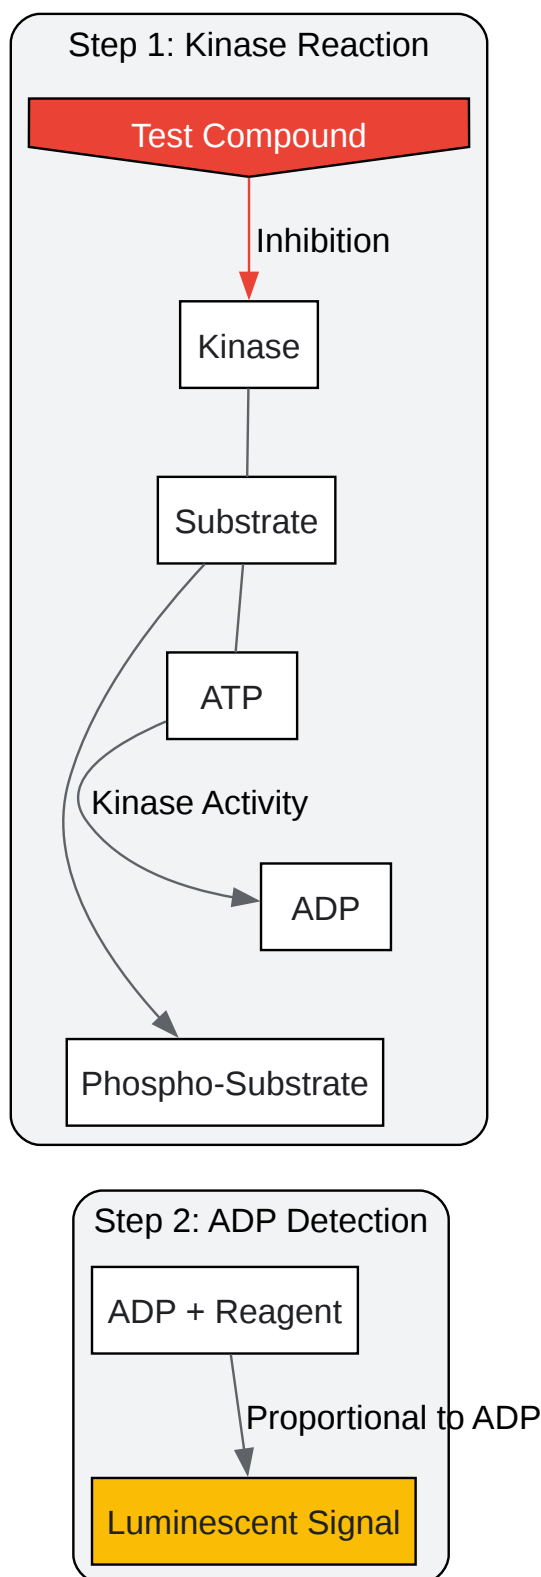 Step 1: Kinase Reaction
Test Compound
Inhibition
Kinase
Substrate
ATP
Kinase Activity
ADP
Phospho-Substrate
Step 2: ADP Detection
ADP + Reagent
Proportional to ADP
Luminescent Signal